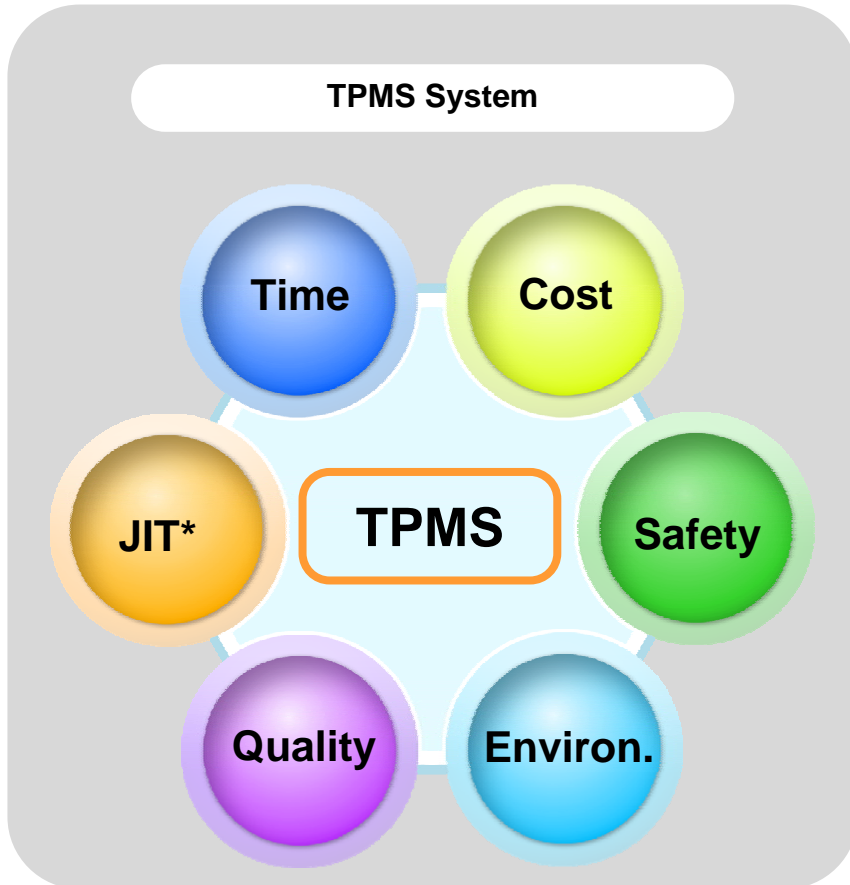 TPMS System
Time
Cost
JIT*
TPMS
Safety
Quality
Environ.